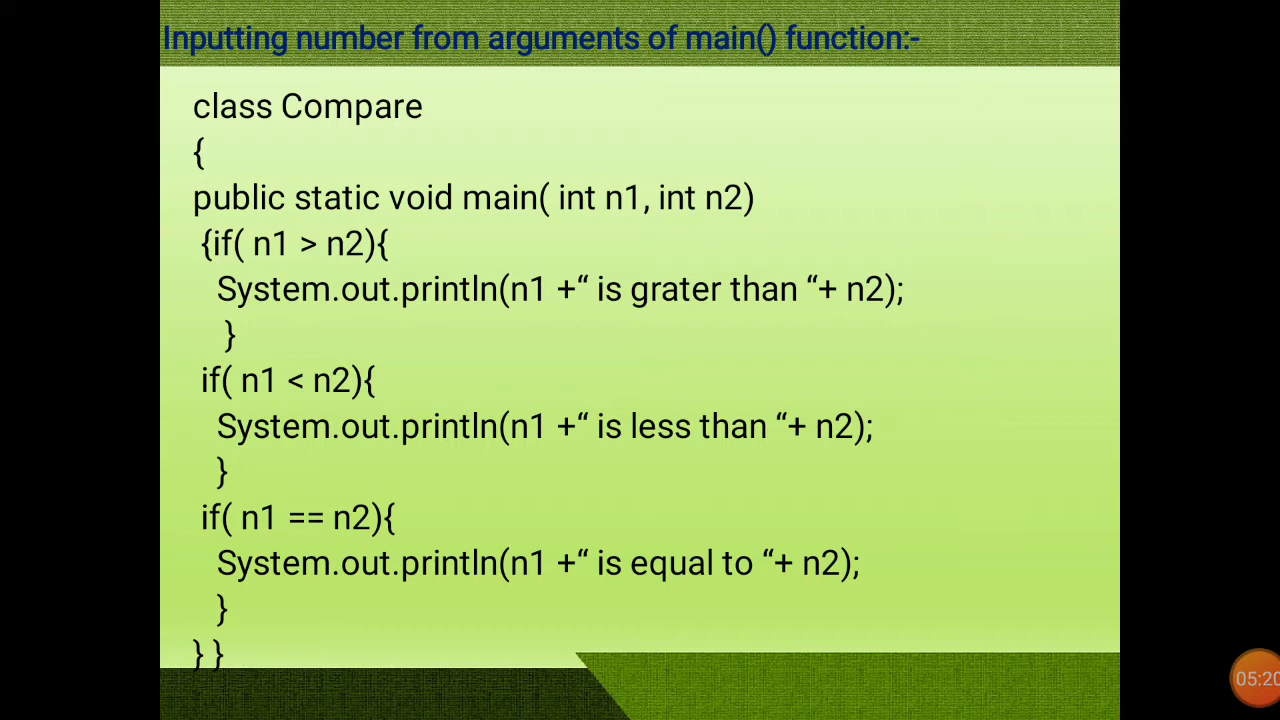 Inputting number from arguments of main() function:-
class Compare
{
public static void main( int n1, int n2)
{if( n1 > n2){
System.out.println(n1 +“ is grater than “+ n2);
}
if( n1 < n2){
System.out.println(n1 +“ is less than “+ n2);
}
if( n1 == n2){
System.out.println(n1 +“ is equal to “+ n2);
}
} }
05:20